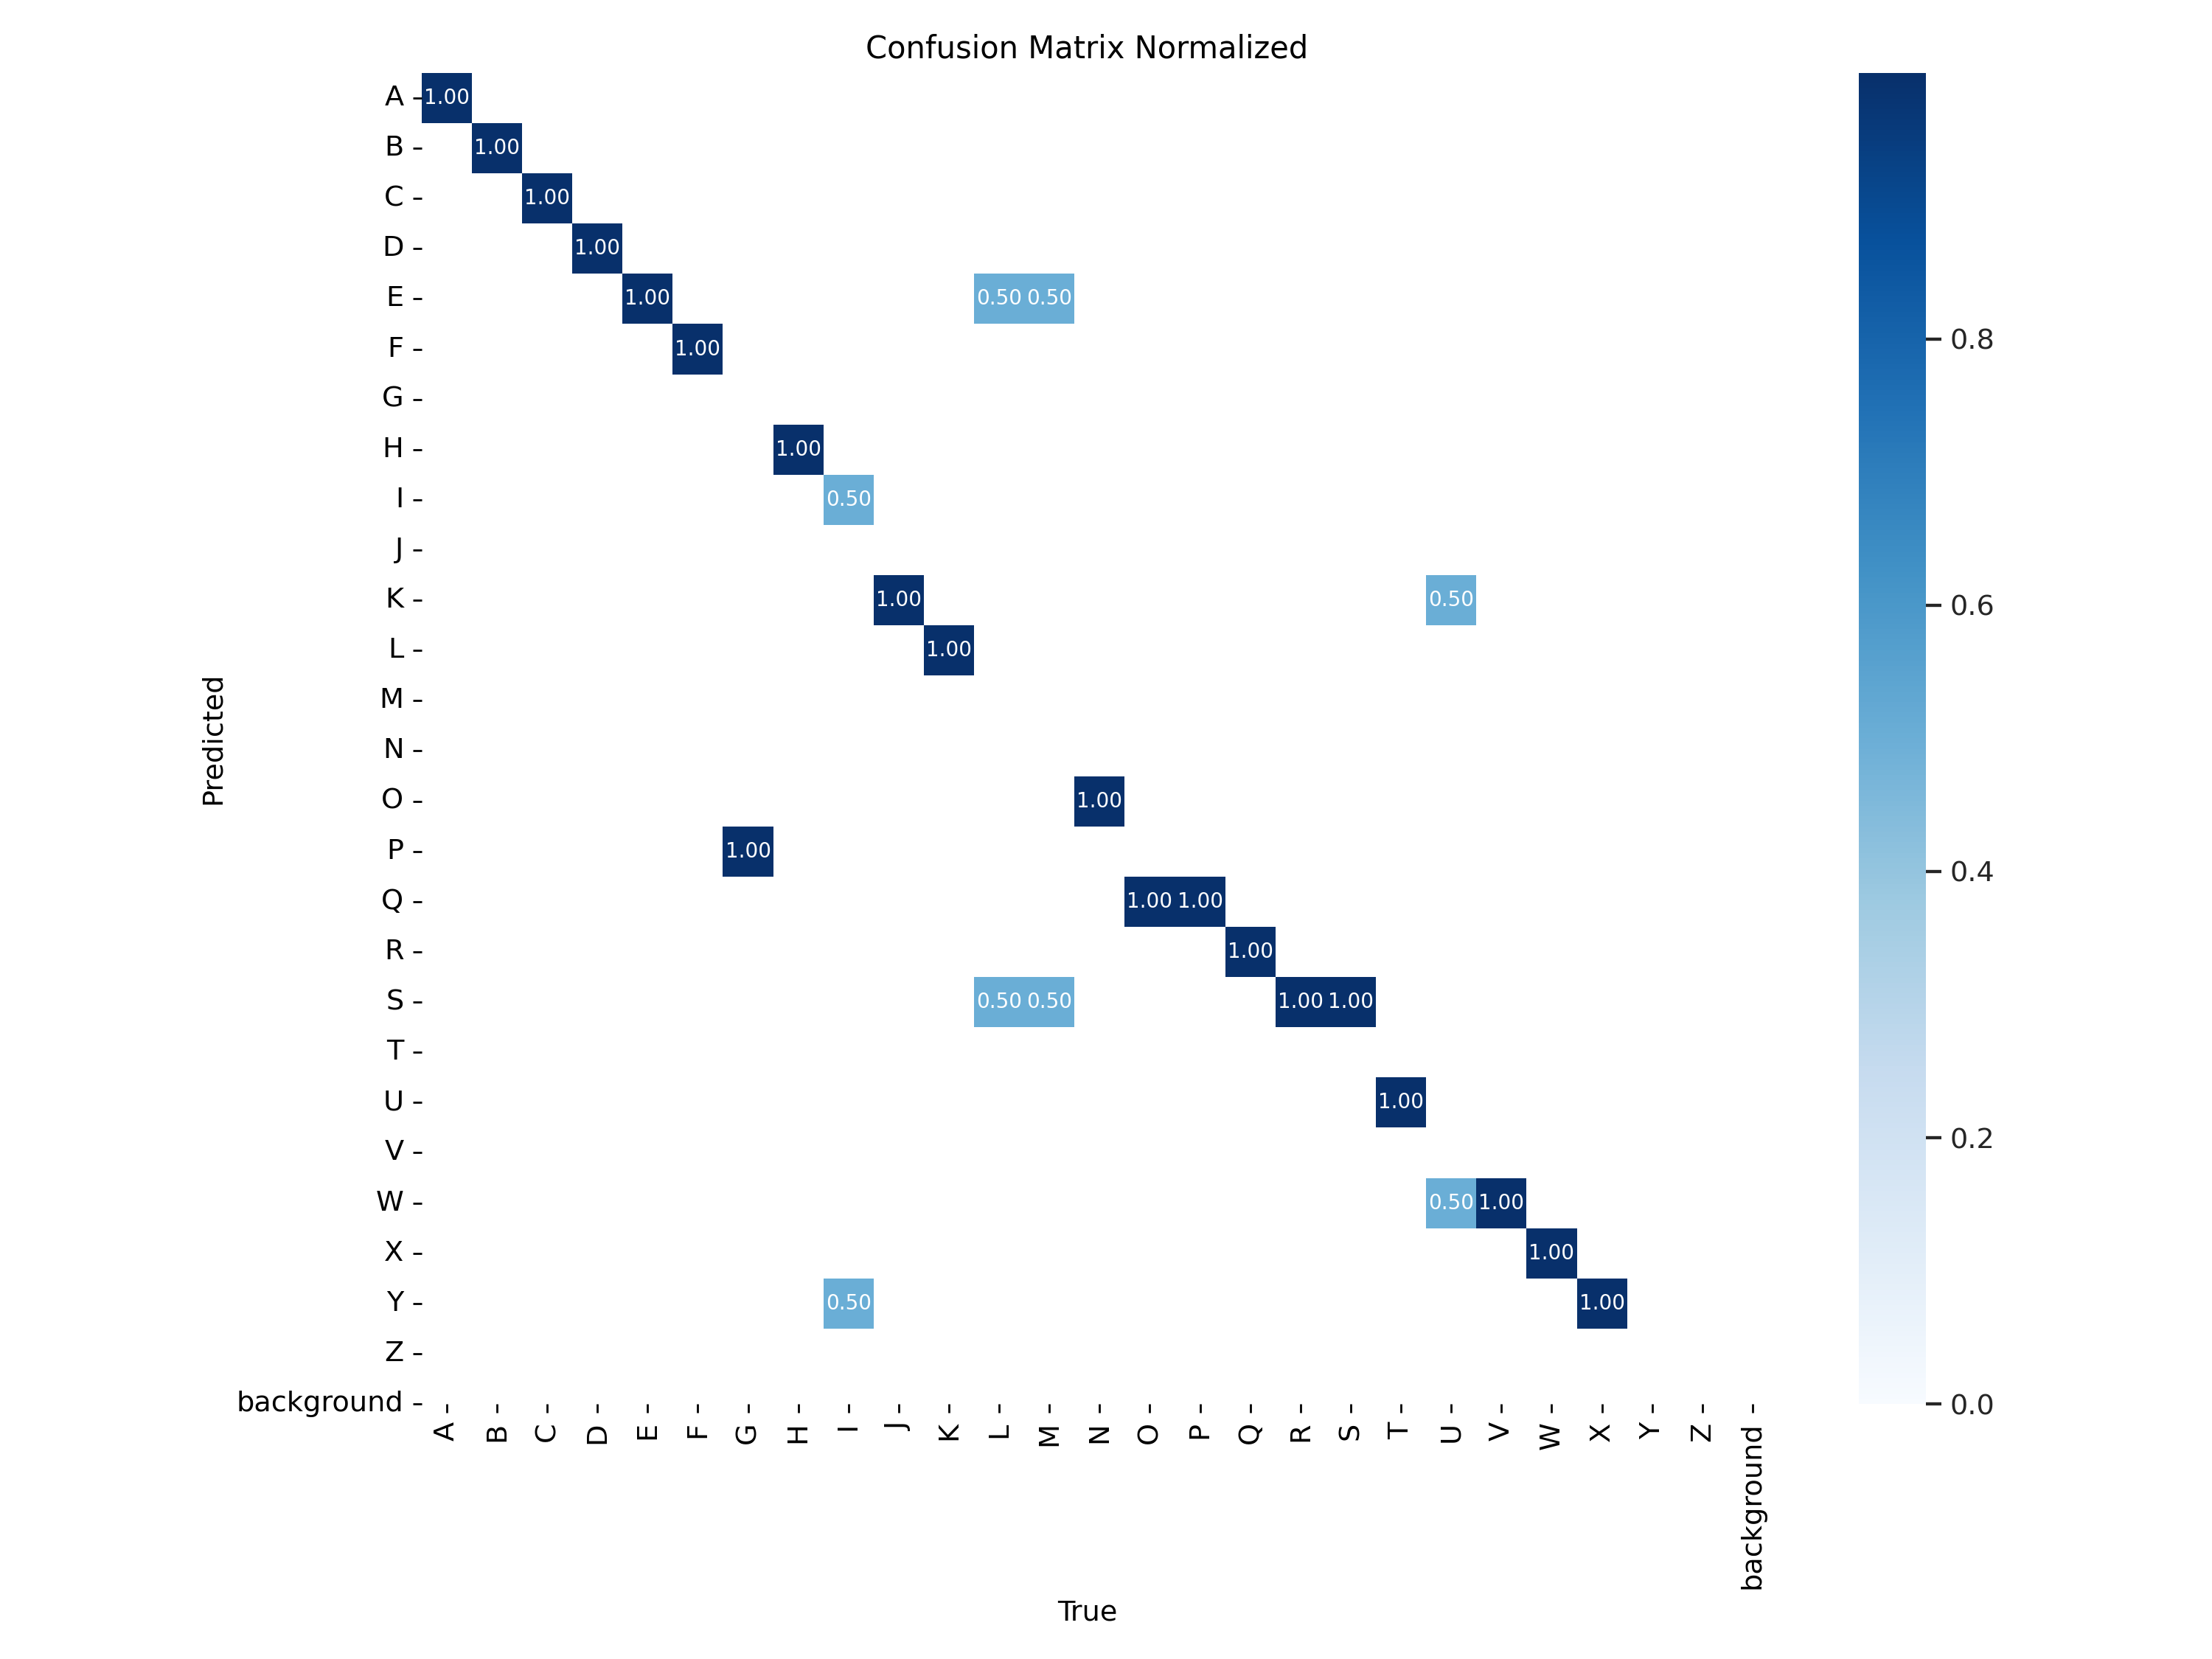 Confusion Matrix Normalized
A 1.00
B 1.00
C 1.00
D 1.00
E 1.00 0.50 0.50
F 1.00
G
H 1.00
I 0.50
J
K 1.00 0.50
L 1.00
M
N
O 1.00
P 1.00
Q 1.00 1.00
R 1.00
S 0.50 0.50 1.00 1.00
T
U 1.00
V
W 0.50 1.00
X 1.00
Y 0.50 1.00
Z
background
Predicted
A B C D E F G H I J K L M N O P Q R S T U V W X Y Z background
True
0.8
0.6
0.4
0.2
0.0